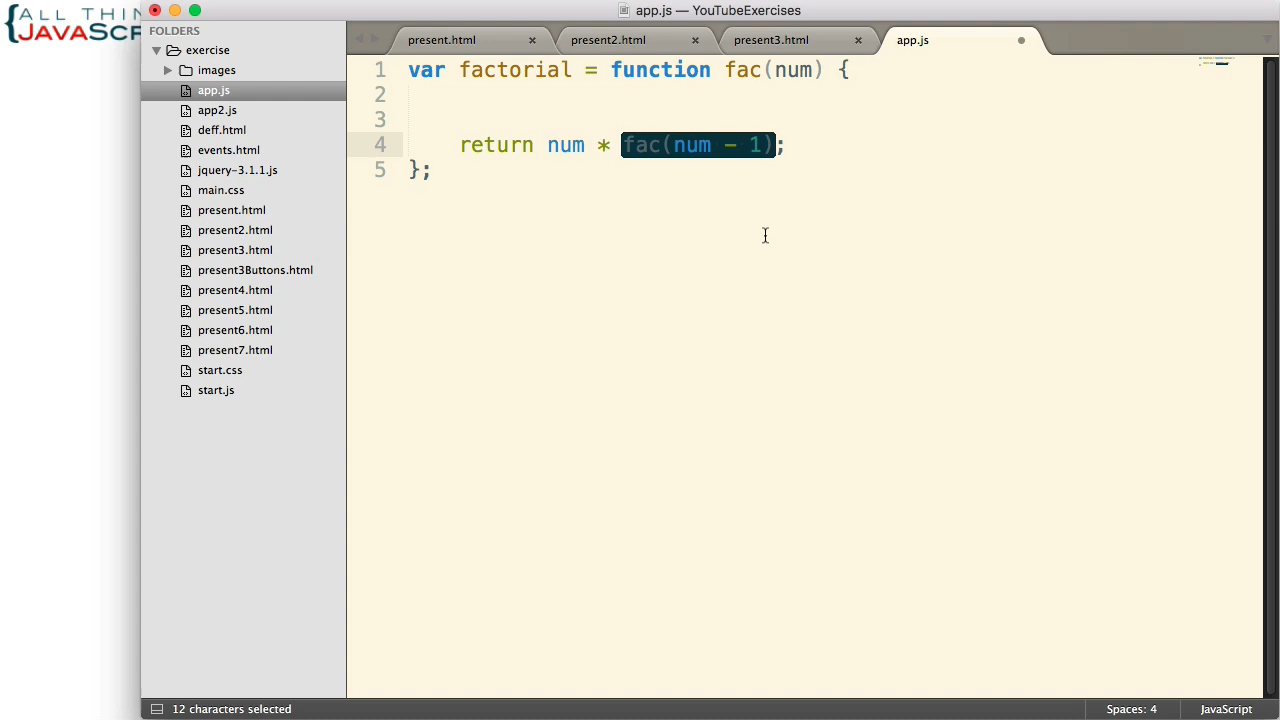 {ALL THIN
JAVASCR
app.js — YouTubeExercises
FOLDERS
exercise
images
app.js
app2.js
deff.html
events.html
jquery-3.1.1.js
main.css
present.html
present2.html
present3.html
present3Buttons.html
present4.html
present5.html
present6.html
present7.html
start.css
start.js
present.html × present2.html × present3.html × app.js
1 var factorial = function fac(num) {
2
3
4 return num * fac(num - 1);
5 };
12 characters selected
Spaces: 4
JavaScript